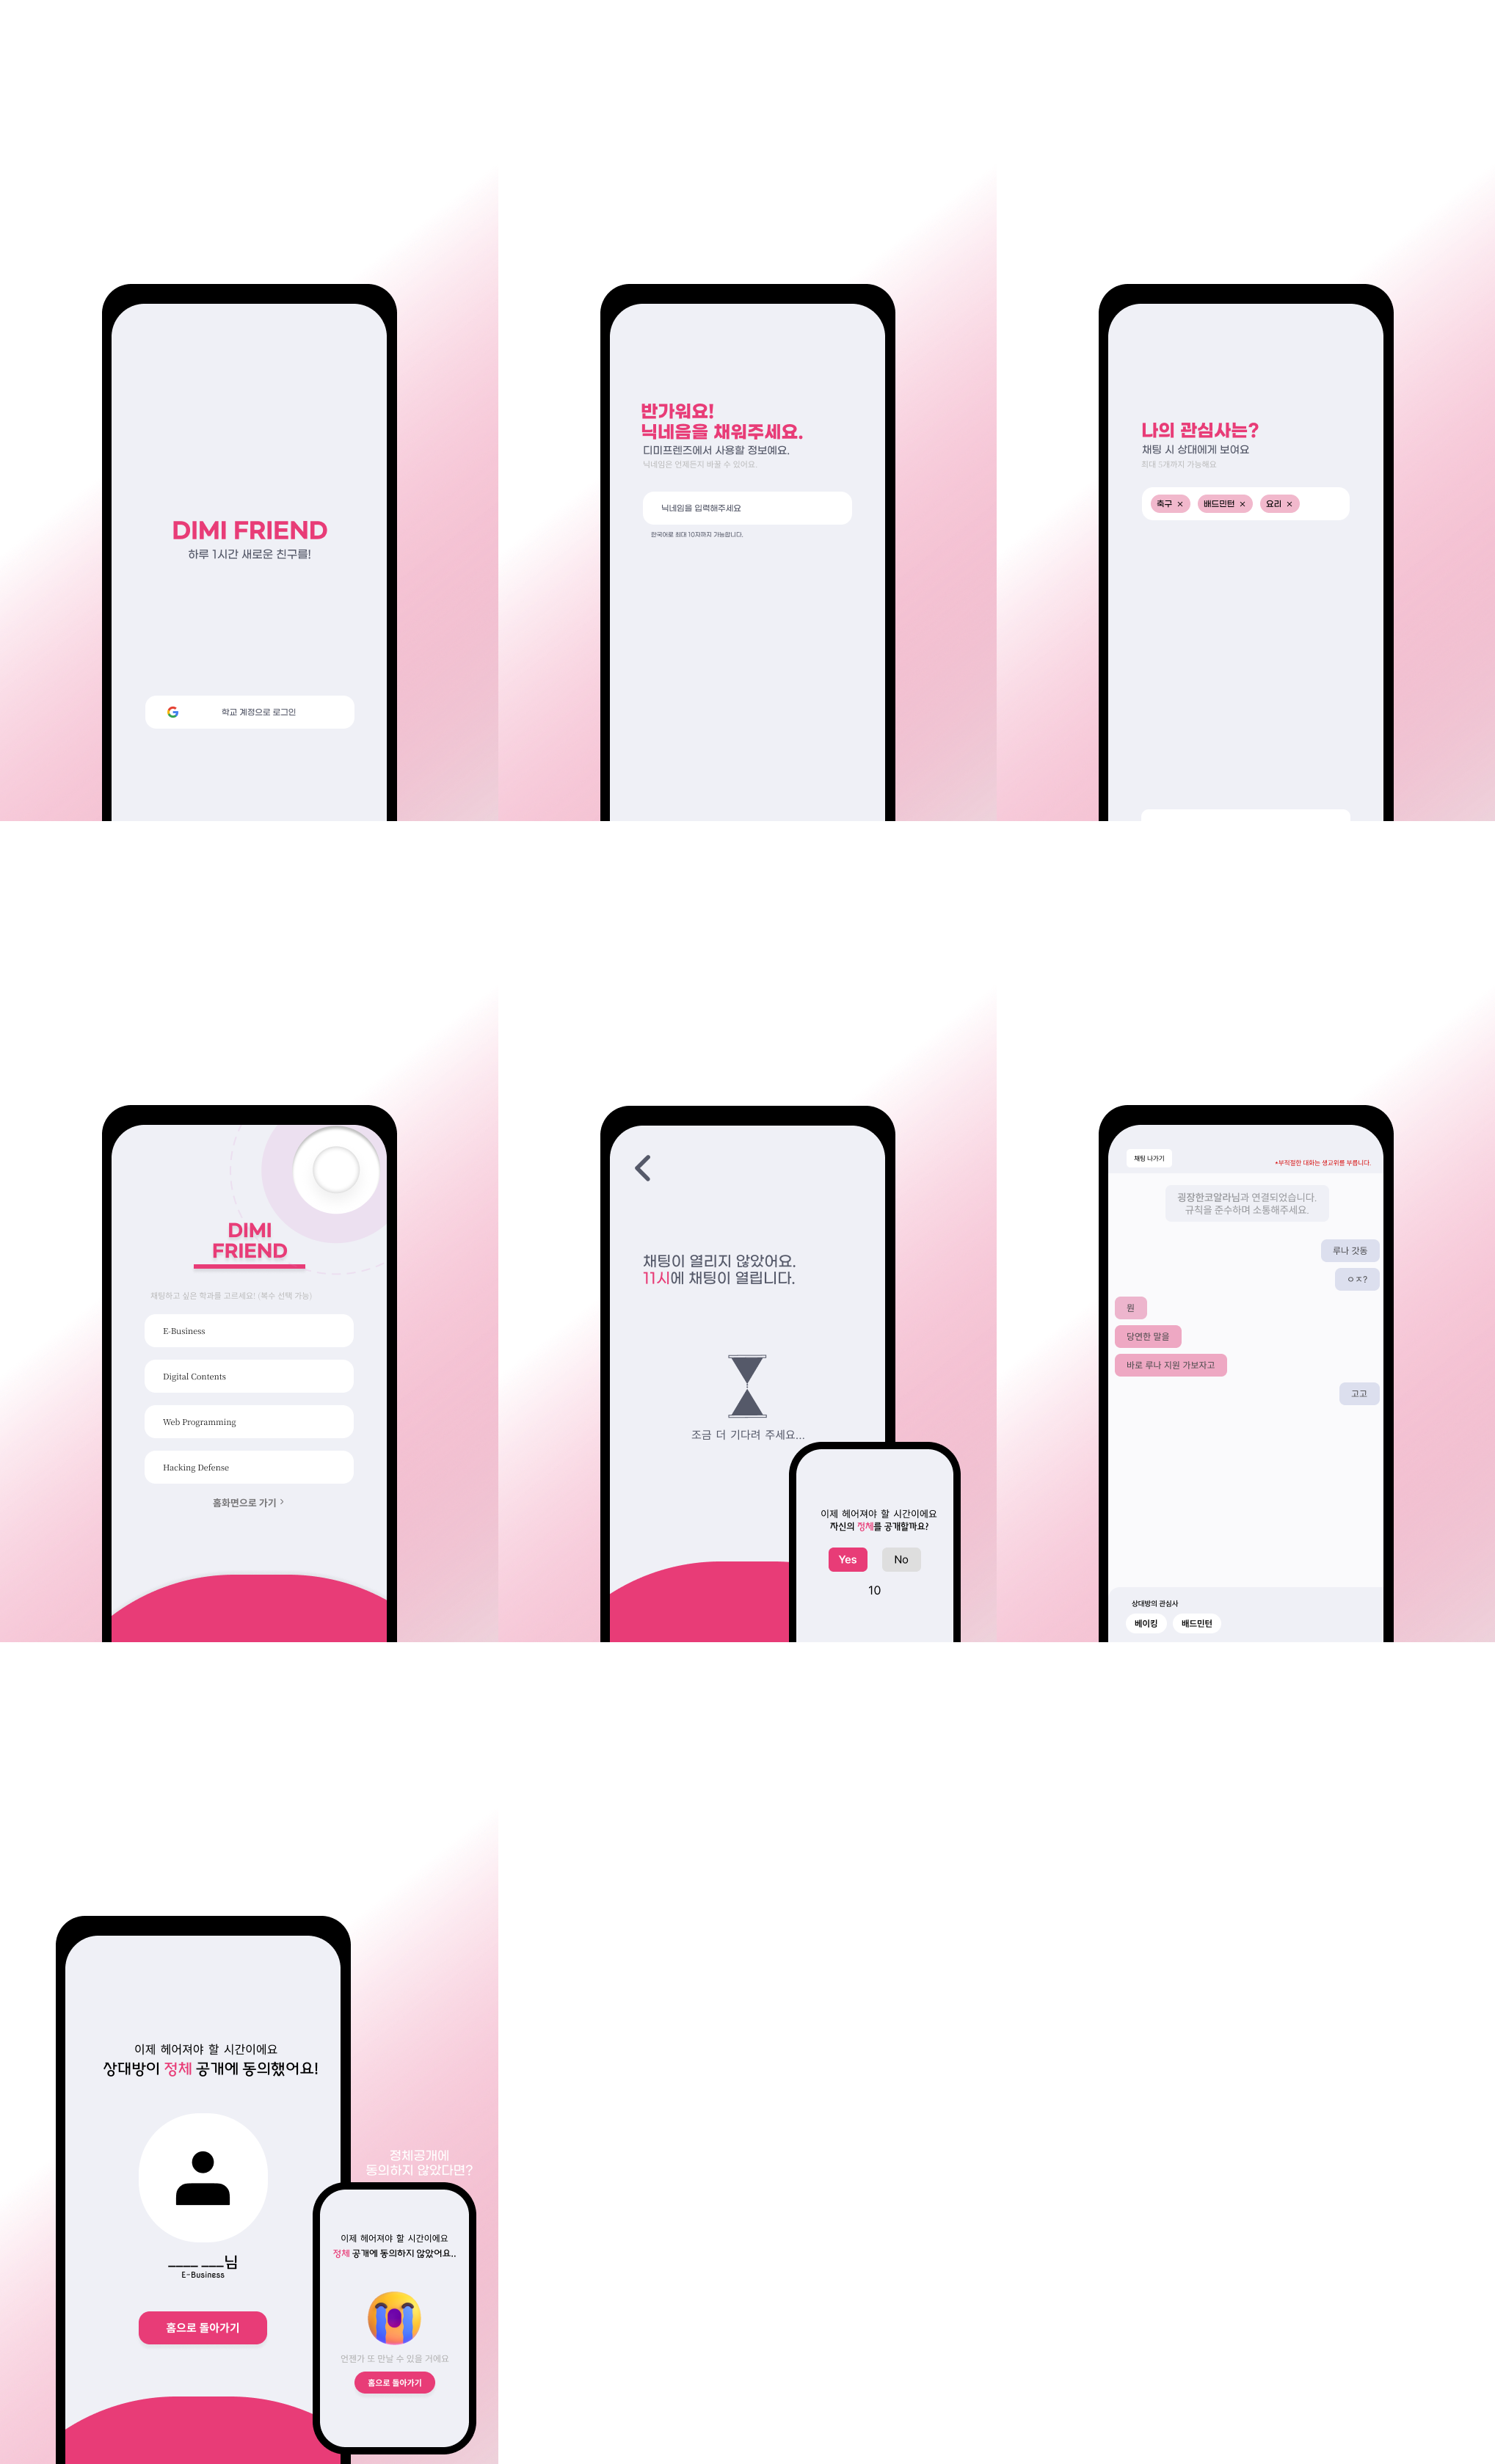 DIMI FRIEND
하루 1시간 새로운 친구를!
학교 계정으로 로그인
반가워요!
닉네음을 채워주세요.
디미프렌즈에서 사용할 정보예요.
닉네임은 언제든지 바꿀 수 있어요.
닉네임을 입력해주세요
한국어로 최대 10자까지 가능합니다.
나의 관심사는?
채팅 시 상대에게 보여요
최대 5개까지 가능해요
축구 ×
배드민턴 ×
요리 ×
DIMI
FRIEND
채팅하고 싶은 학과를 고르세요! (복수 선택 가능)
E-Business
Digital Contents
Web Programming
Hacking Defense
홈화면으로 가기 >
채팅이 열리지 않았어요.
11시에 채팅이 열립니다.
조금 더 기다려 주세요...
이제 헤어져야 할 시간이에요
자신의 정체를 공개할까요?
Yes
No
10
채팅 나가기
*부적절한 대화는 생교위를 부릅니다.
굉장한코알라님과 연결되었습니다.
규칙을 준수하며 소통해주세요.
루나 갓동
ㅇㅈ?
뭔
당연한 말을
바로 루나 지원 가보자고
고고
상대방의 관심사
베이킹
배드민턴
이제 헤어져야 할 시간이에요
상대방이 정체 공개에 동의했어요!
____ ___님
E-Business
홈으로 돌아가기
정체공개에
동의하지 않았다면?
이제 헤어져야 할 시간이에요
정체 공개에 동의하지 않았어요..
언젠가 또 만날 수 있을 거에요
홈으로 돌아가기